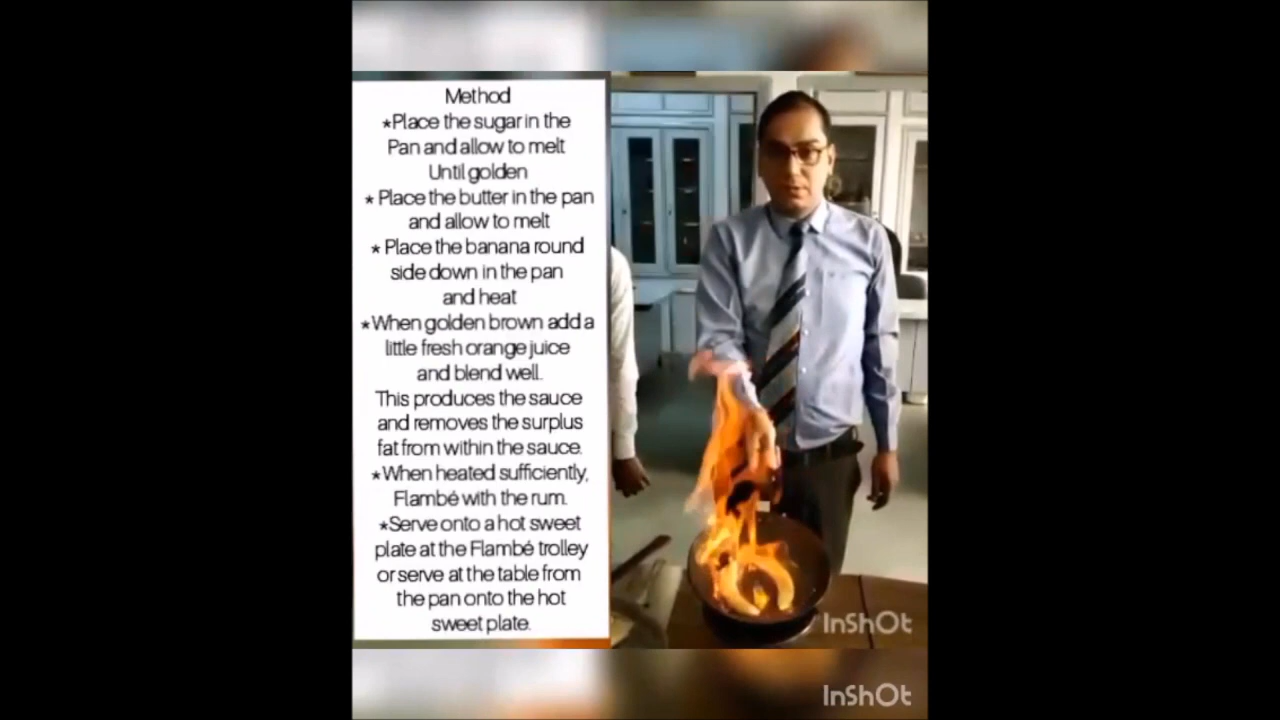 Method
*Place the sugar in the
Pan and allow to melt
Until golden
* Place the butter in the pan
and allow to melt
* Place the banana round
side down in the pan
and heat
*When golden brown add a
little fresh orange juice
and blend well.
This produces the sauce
and removes the surplus
fat from within the sauce.
*When heated sufficiently,
Flambé with the rum.
*Serve onto a hot sweet
plate at the Flambé trolley
or serve at the table from
the pan onto the hot
sweet plate.
InShOt
InShOt